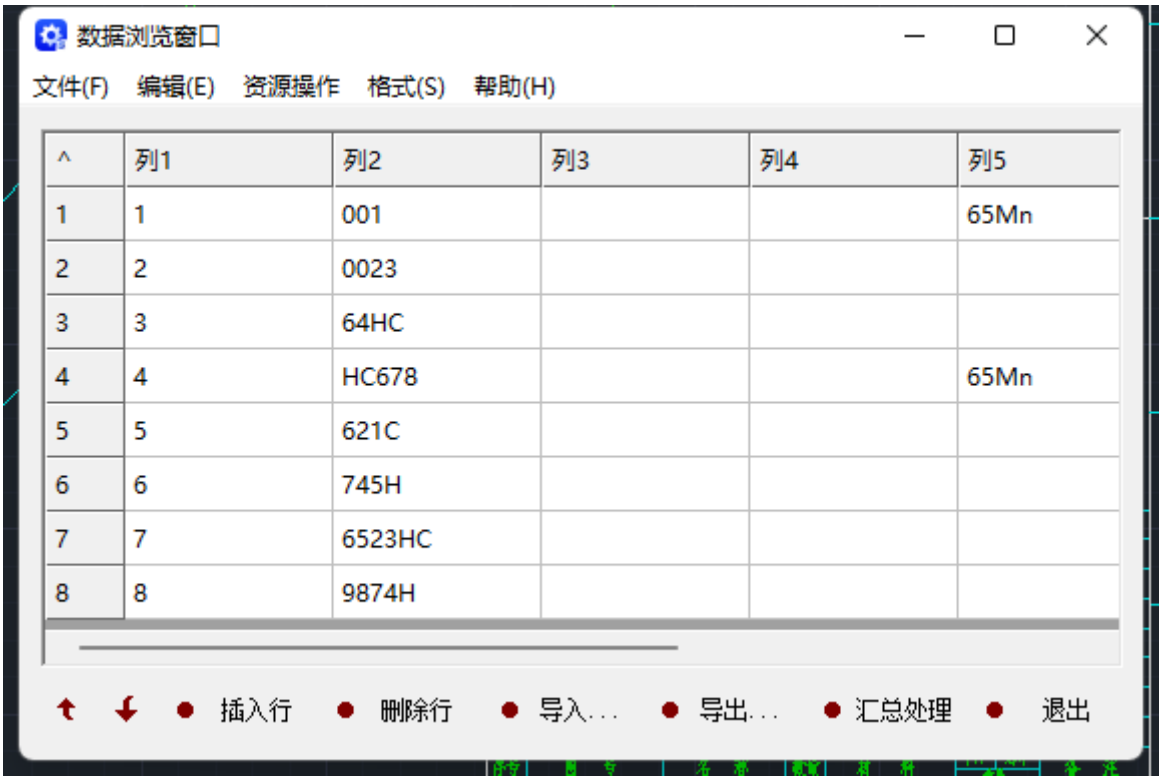 数据浏览窗口
文件(F) 编辑(E) 资源操作 格式(S) 帮助(H)
^ 列1 列2 列3 列4 列5
1 1 001 65Mn
2 2 0023
3 3 64HC
4 4 HC678 65Mn
5 5 621C
6 6 745H
7 7 6523HC
8 8 9874H
插入行 删除行 导入... 导出... 汇总处理 退出